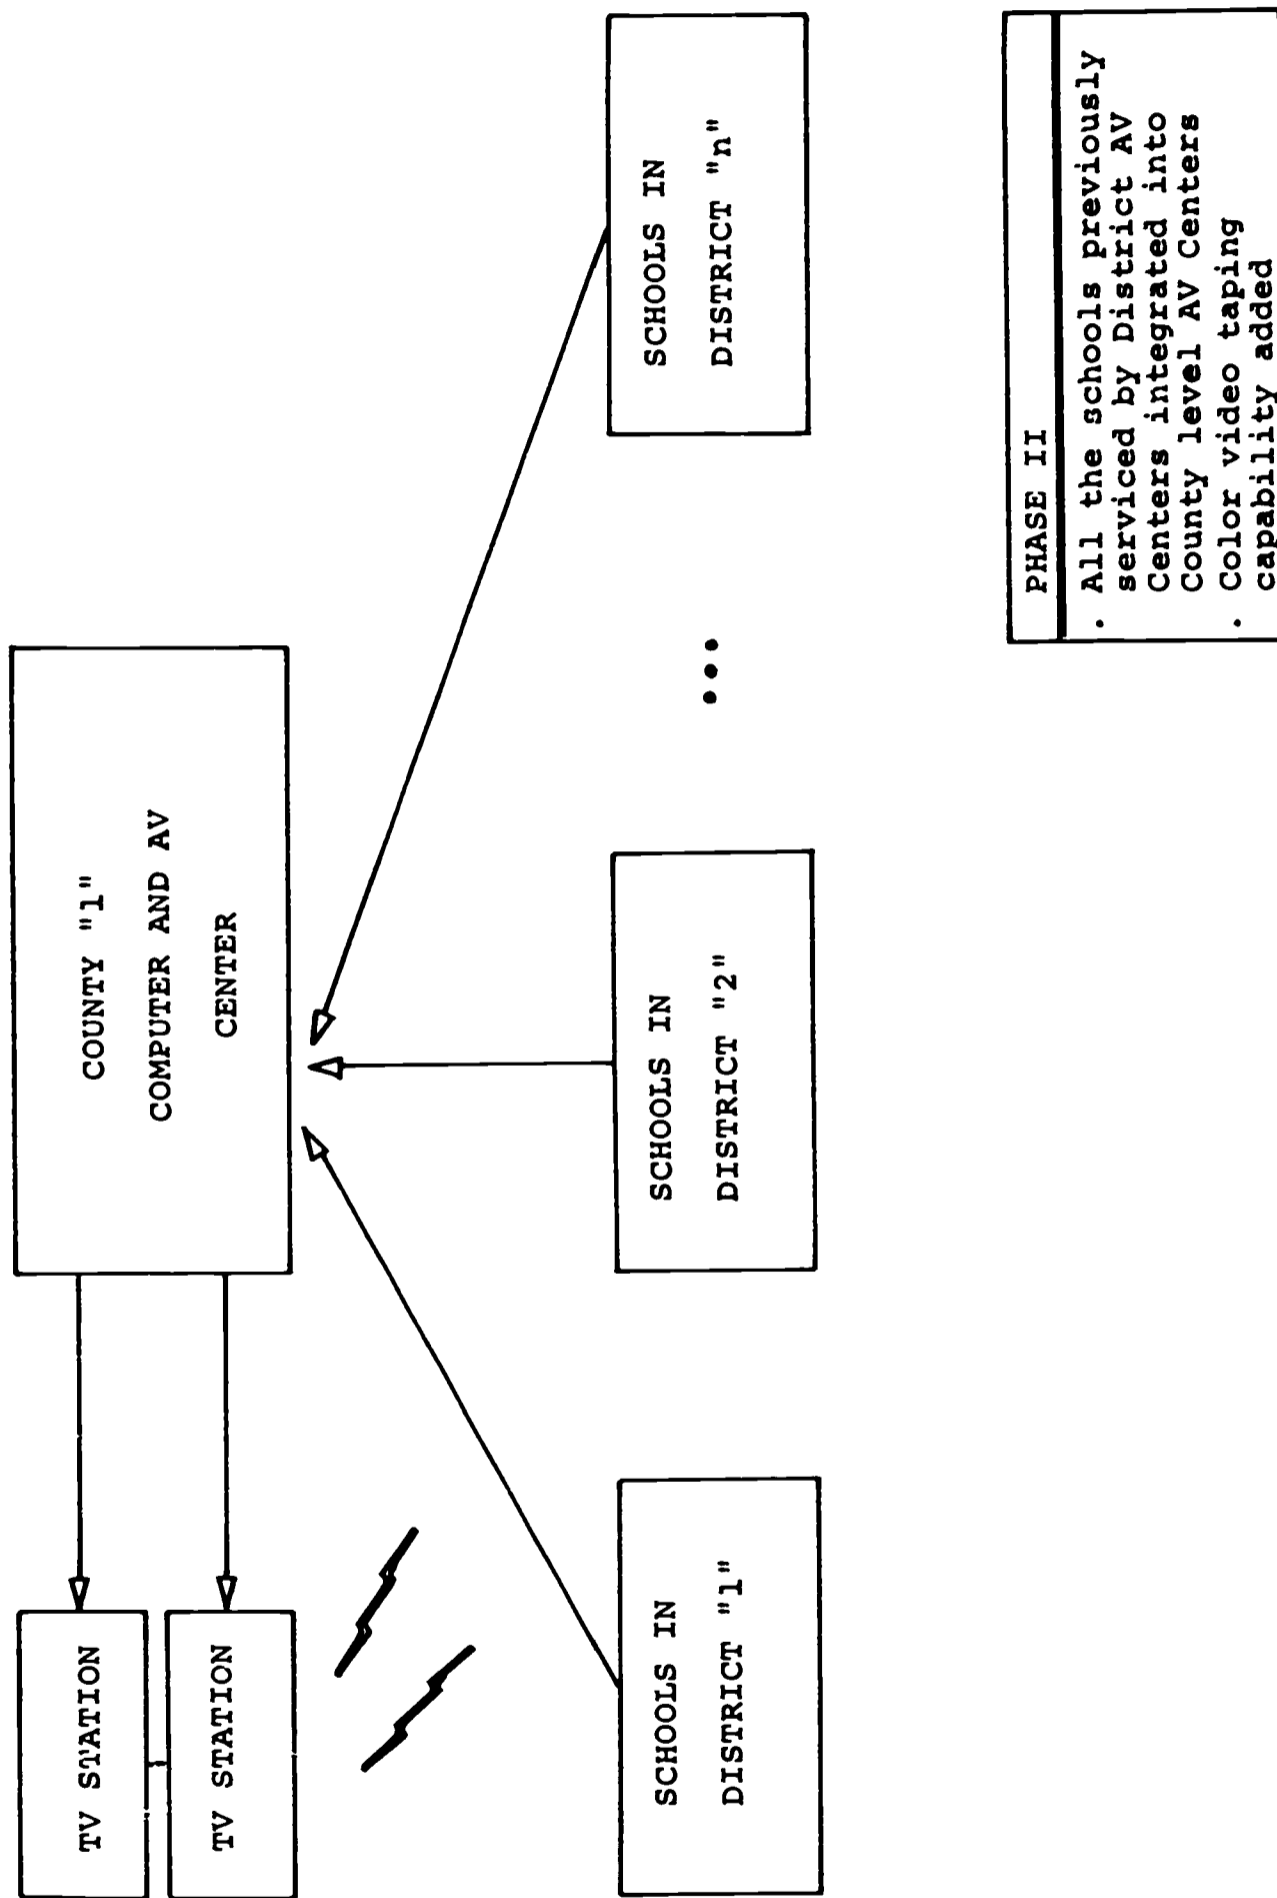 TV STATION
TV STATION
COUNTY "1"
COMPUTER AND AV
CENTER
SCHOOLS IN
DISTRICT "1"
SCHOOLS IN
DISTRICT "2"
...
SCHOOLS IN
DISTRICT "n"
PHASE II
. All the schools previously
serviced by District AV
Centers integrated into
County level AV Centers
. Color video taping
capability added